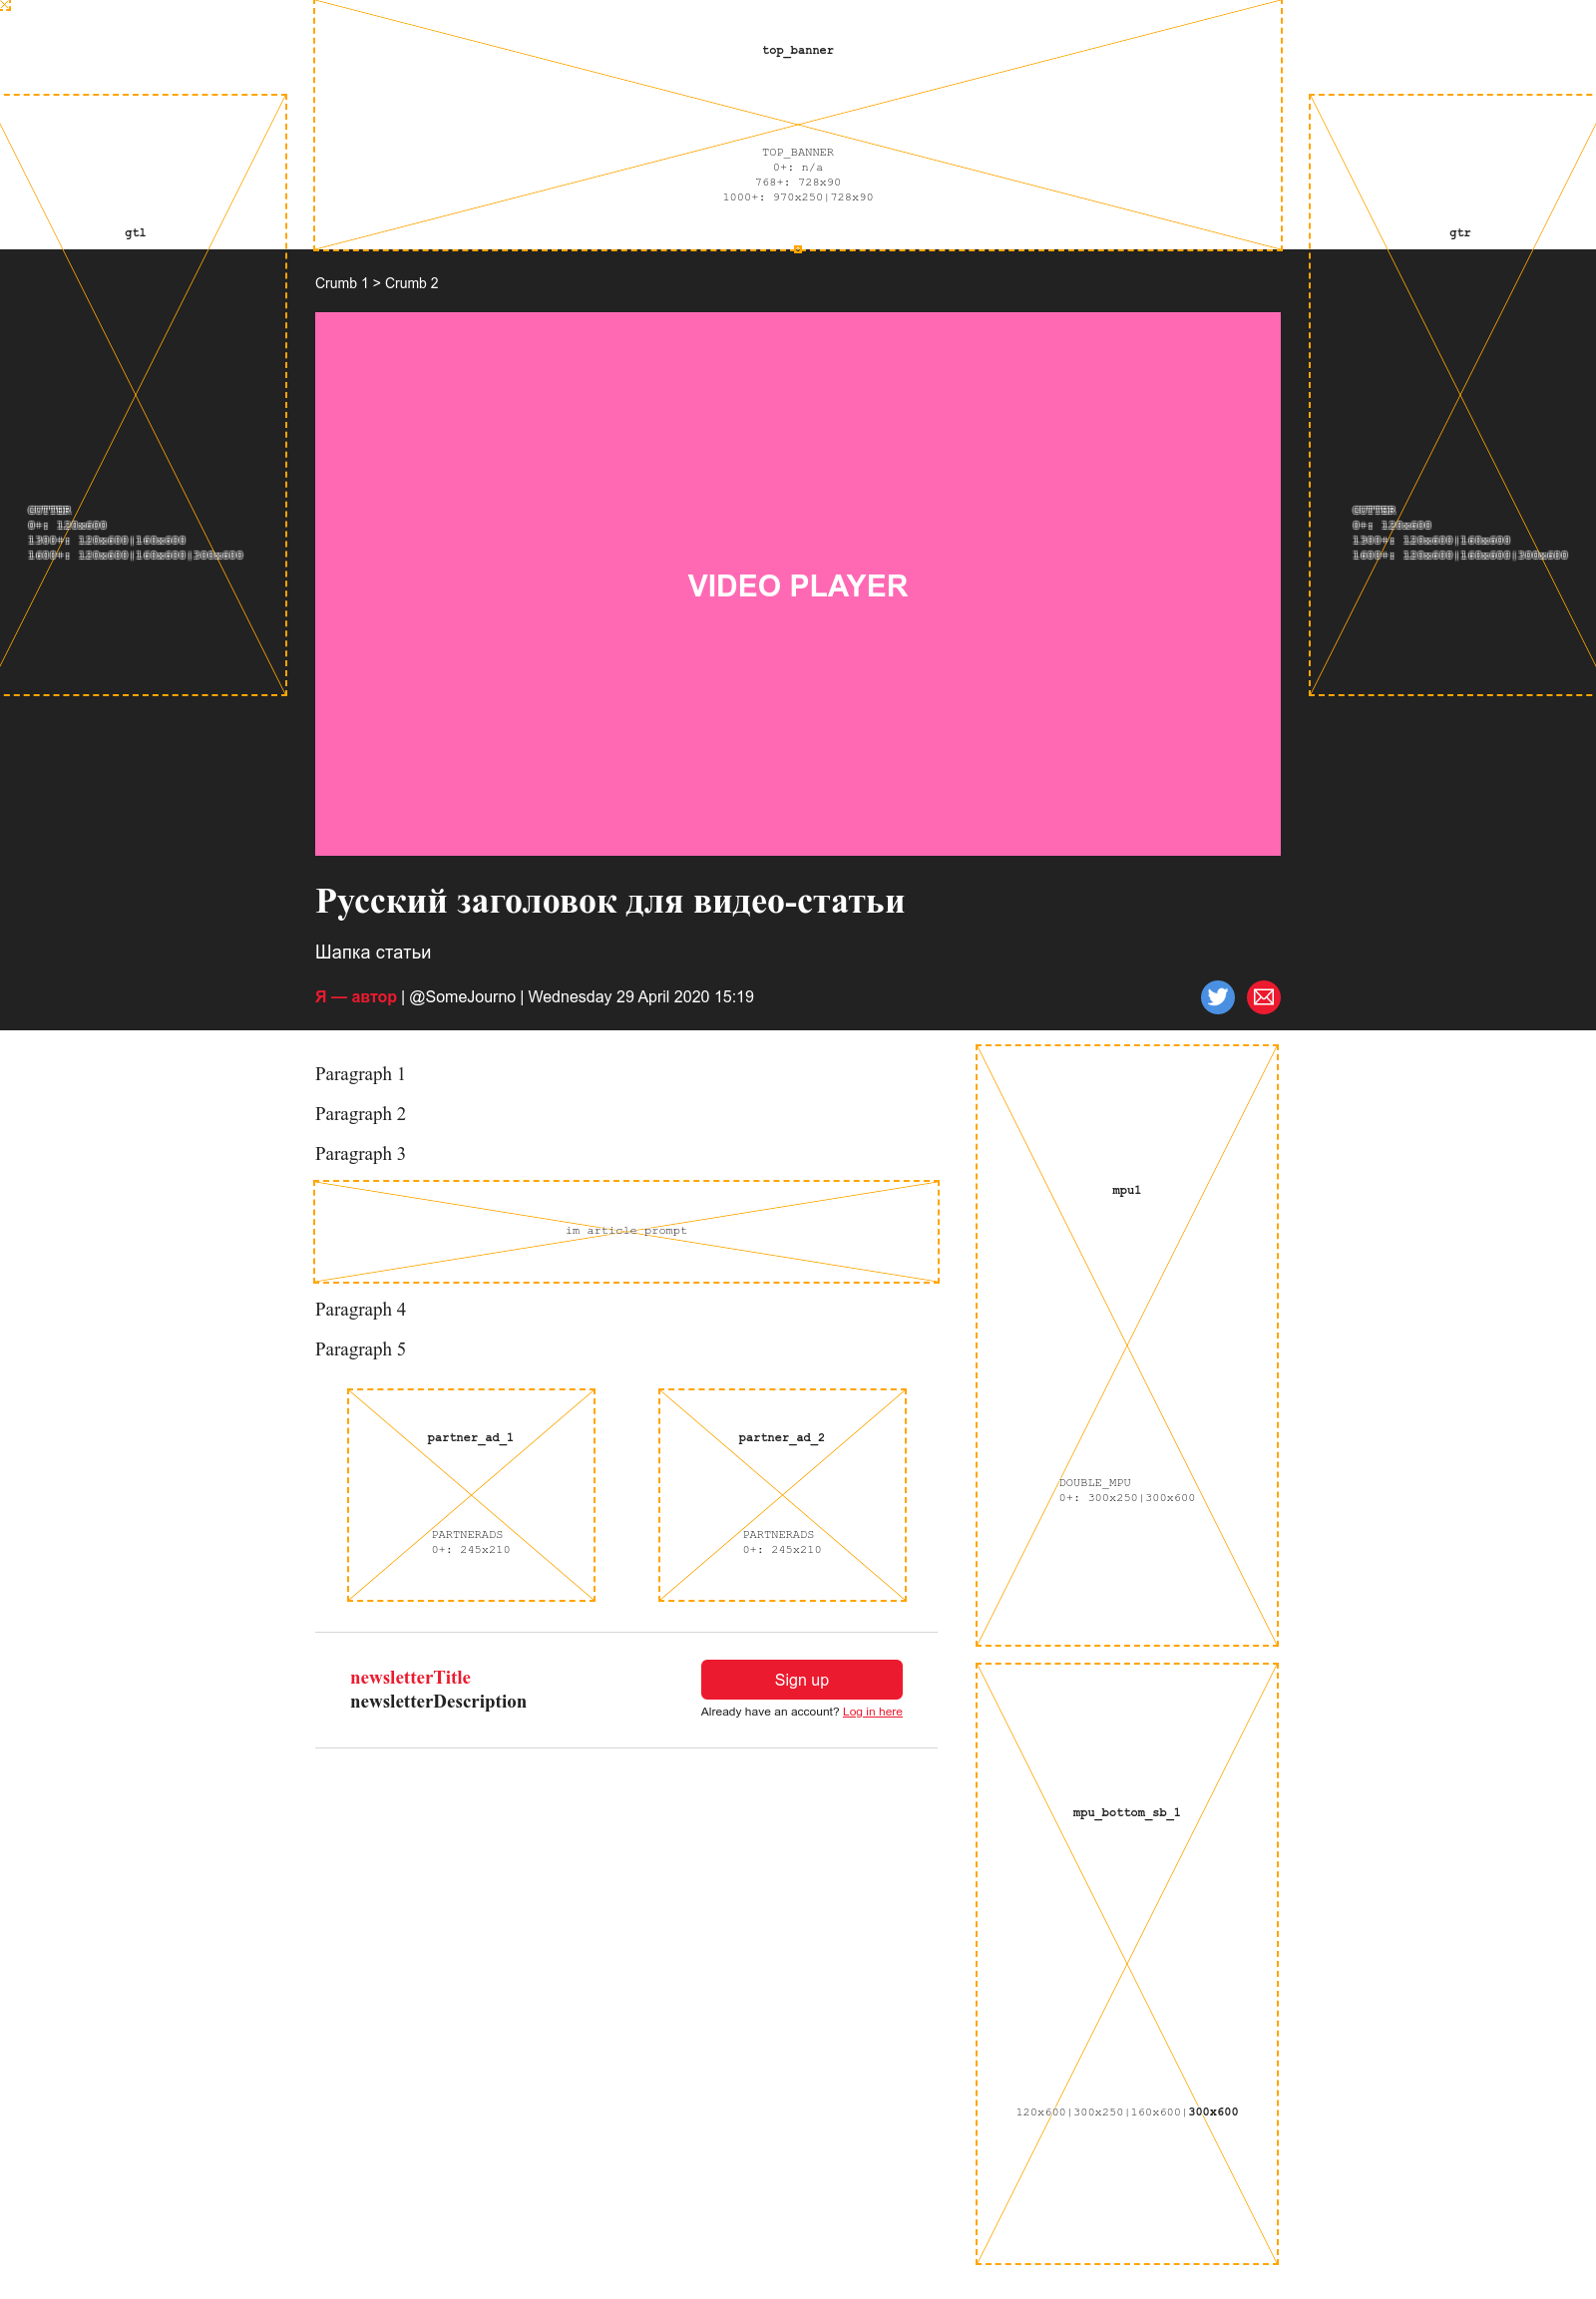 top_banner
TOP_BANNER
0+: n/a
768+: 728x90
1000+: 970x250|728x90
gtl
GUTTER
0+: 120x600
1300+: 120x600|160x600
1600+: 120x600|160x600|300x600
gtr
GUTTER
0+: 120x600
1300+: 120x600|160x600
1600+: 120x600|160x600|300x600
Crumb 1 > Crumb 2
VIDEO PLAYER
Русский заголовок для видео-статьи
Шапка статьи
Я — автор | @SomeJourno | Wednesday 29 April 2020 15:19
Paragraph 1
Paragraph 2
Paragraph 3
im article prompt
Paragraph 4
Paragraph 5
partner_ad_1
PARTNERADS
0+: 245x210
partner_ad_2
PARTNERADS
0+: 245x210
newsletterTitle
newsletterDescription
Sign up
Already have an account? Log in here
mpu1
DOUBLE_MPU
0+: 300x250|300x600
mpu_bottom_sb_1
120x600|300x250|160x600|300x600